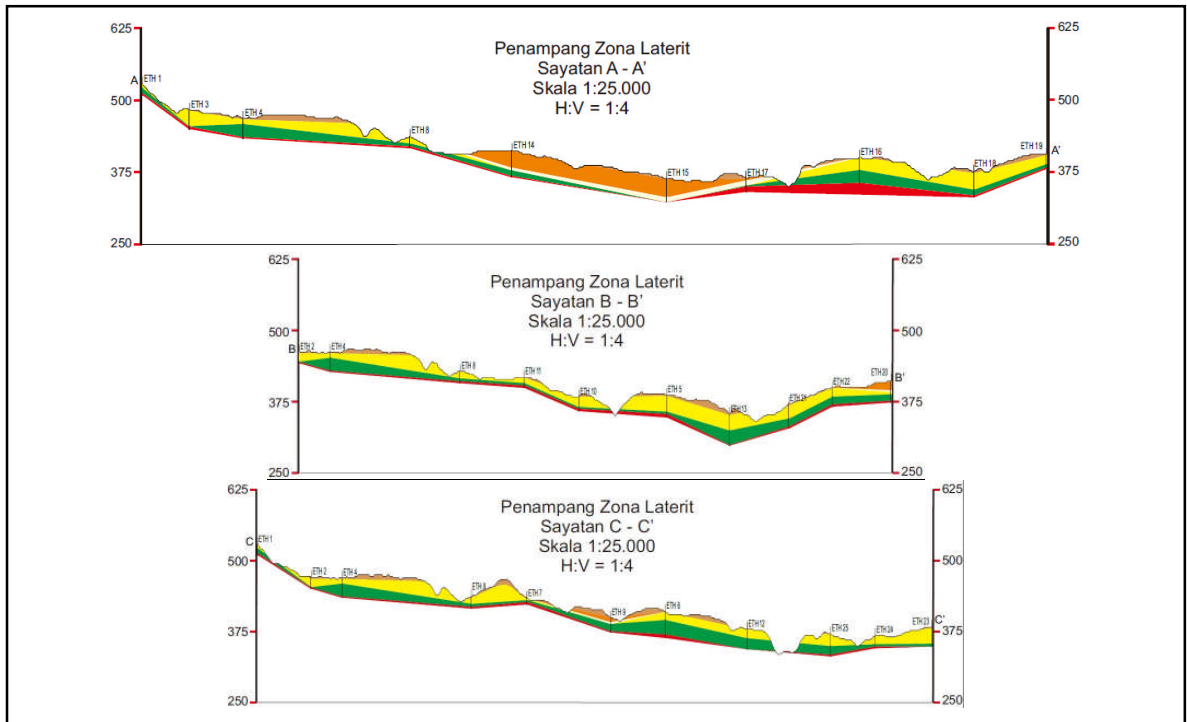 625
500
375
250
A
ETH 1
ETH 3
ETH 4
ETH 8
ETH 14
ETH 15
ETH 17
ETH 16
ETH 18
ETH 19
A'
Penampang Zona Laterit
Sayatan A - A'
Skala 1:25.000
H:V = 1:4
625
500
375
250
625
500
375
250
B
ETH 2
ETH 4
ETH 8
ETH 11
ETH 10
ETH 5
ETH 13
ETH 22
ETH 20
B'
Penampang Zona Laterit
Sayatan B - B'
Skala 1:25.000
H:V = 1:4
625
500
375
250
625
500
375
250
C
ETH 1
ETH 2
ETH 4
ETH 7
ETH 9
ETH 12
ETH 25
ETH 24
ETH 23
C'
Penampang Zona Laterit
Sayatan C - C'
Skala 1:25.000
H:V = 1:4
625
500
375
250